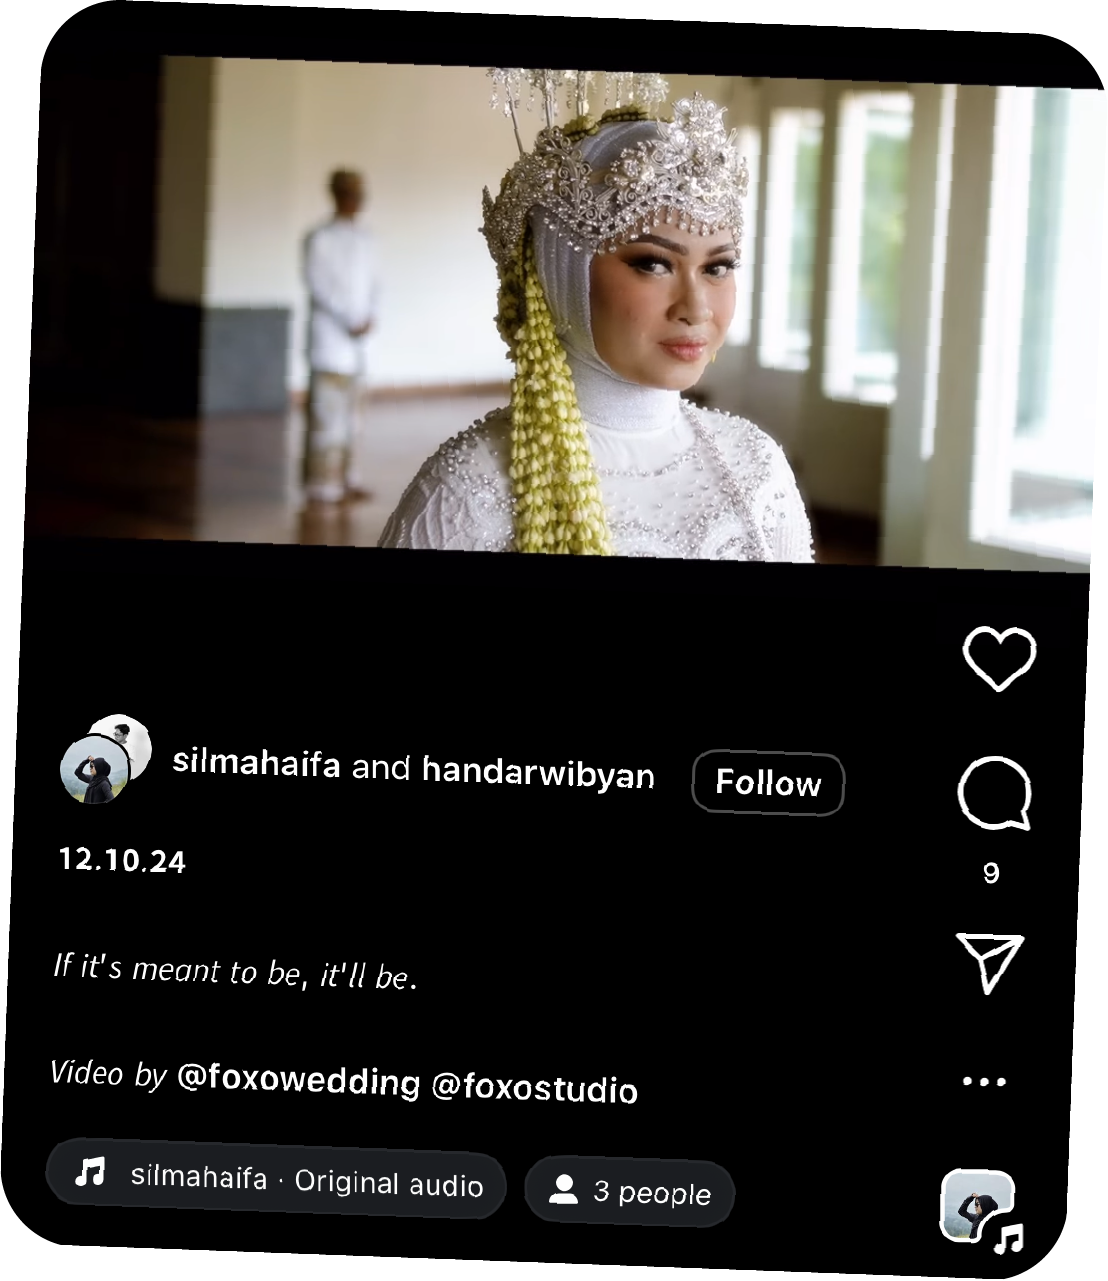 silmahaifa and handarwibyan
Follow
12.10.24
9
If it's meant to be, it'll be.
Video by @foxowedding @foxostudio
silmahaifa · Original audio
3 people